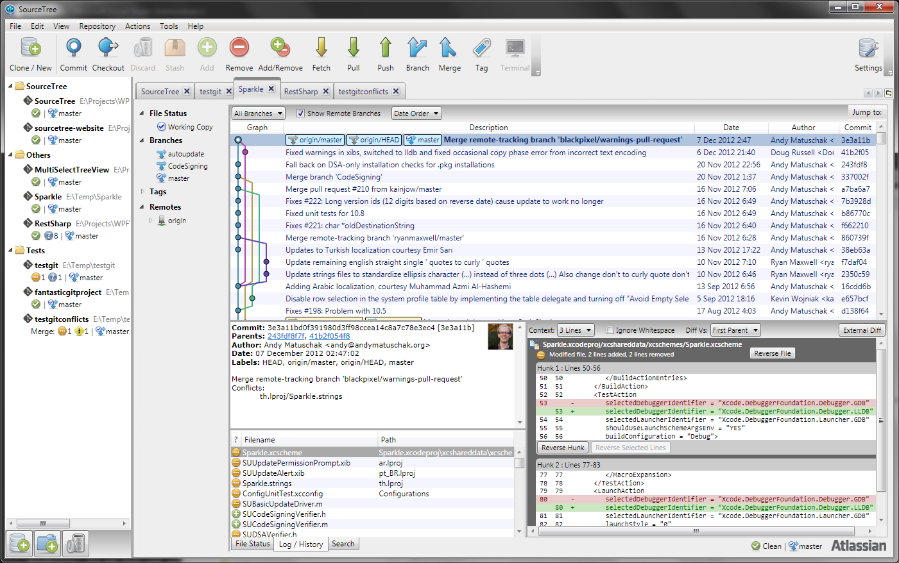 SourceTree
File Edit View Repository Actions Tools Help
Clone / New Commit Checkout Discard Stash Add Remove Add/Remove Fetch Pull Push Branch Merge Tag Terminal Settings
SourceTree
SourceTree E:\Projects\WPF
master
sourcetree-website E:\Proje
master
Others
MultiSelectTreeView E:\Pro
master
Sparkle E:\Temp\Sparkle
master
RestSharp E:\Projects\WPF
8 master
Tests
testgit E:\Temp\testgit
1 1 master
fantasticgitproject E:\Tem
master
testgitconflicts E:\Temp\te
Merge: 1 1 master
SourceTree testgit Sparkle RestSharp testgitconflicts
File Status
Working Copy
Branches
autoupdate
CodeSigning
master
Tags
Remotes
origin
All Branches Show Remote Branches Date Order Jump to:
Graph Description Date Author Commit
origin/master origin/HEAD master Merge remote-tracking branch 'blackpixel/warnings-pull-request' 7 Dec 2012 2:47 Andy Matuschak < 3e3a11b
Fixed warnings in xibs, switched to lldb and fixed occasional copy phase error from incorrect text encoding 6 Dec 2012 21:40 Doug Russell <do 41b2f05
Fall back on DSA-only installation checks for .pkg installations 20 Nov 2012 22:56 Andy Matuschak < 243fdf8
Merge branch 'CodeSigning' 20 Nov 2012 1:37 Andy Matuschak < 337002f
Merge pull request #210 from kainjow/master 16 Nov 2012 7:26 Andy Matuschak < a7ba6a7
Fixes #222: Long version ids (12 digits based on reverse date) cause update to work no longer 16 Nov 2012 6:49 Andy Matuschak < 7b3928d
Fixed unit tests for 10.8 16 Nov 2012 6:49 Andy Matuschak < b86770c
Fixes #221: char *oldDestinationString 16 Nov 2012 6:40 Andy Matuschak < f662210
Merge remote-tracking branch 'ryanmaxwell/master' 16 Nov 2012 6:28 Andy Matuschak < 860739f
Updates to Turkish localization courtesy Emir Sarı 13 Nov 2012 17:22 Andy Matuschak < 38eb63a
Update remaining english straight single ' quotes to curly ' quotes 10 Nov 2012 7:10 Ryan Maxwell <rya f7daf04
Update strings files to standardize ellipsis character (…) instead of three dots (...) Also change don't to curly quote don't 10 Nov 2012 6:46 Ryan Maxwell <rya 2350c59
Adding Arabic localization, courtesy Muhammad Azmi Al-Hashemi 13 Sep 2012 6:56 Andy Matuschak < 16cdd6b
Disable row selection in the system profile table by implementing the table delegate and turning off "Avoid Empty Sele 5 Sep 2012 18:16 Kevin Wojniak <ka e657bcf
Fixes #198: Problem with 10.5 4 Aug 2012 17:03 Andy Matuschak < d138f64
Commit: 3e3a11bd0f391980d3ff98ccea14c8a7c78e3ec4 [3e3a11b]
Parents: 243fdf8f7f, 41b2f054f8
Author: Andy Matuschak <andy@andymatuschak.org>
Date: 07 December 2012 02:47:02
Labels: HEAD, origin/master, origin/HEAD, master
Merge remote-tracking branch 'blackpixel/warnings-pull-request'
Conflicts:
th.lproj/Sparkle.strings
? Filename Path
Sparkle.xcscheme Sparkle.xcodeproj\xcshareddata\xcschemes
SUUpdatePermissionPrompt.xib ar.lproj
SUUpdateAlert.xib pt_BR.lproj
Sparkle.strings th.lproj
ConfigUnitTest.xcconfig Configurations
SUBasicUpdateDriver.m
SUCodeSigningVerifier.h
SUCodeSigningVerifier.m
SUDSAVerifier.h
File Status Log / History Search
Context: 3 Lines Ignore Whitespace Diff Vs: First Parent External Diff
Sparkle.xcodeproj/xcshareddata/xcschemes/Sparkle.xcscheme
Modified file. 2 lines added, 2 lines removed Reverse File
Hunk 1 : Lines 50-56
50 50 </BuildActionEntries>
51 51 </BuildAction>
52 52 <TestAction
53 - selectedDebuggerIdentifier = "Xcode.DebuggerFoundation.Debugger.GDB"
53 + selectedDebuggerIdentifier = "Xcode.DebuggerFoundation.Debugger.LLDB"
54 54 selectedLauncherIdentifier = "Xcode.DebuggerFoundation.Launcher.GDB"
55 55 shouldUseLaunchSchemeArgsEnv = "YES"
56 56 buildConfiguration = "Debug">
Reverse Hunk Reverse Selected Lines
Hunk 2 : Lines 77-83
77 77 </MacroExpansion>
78 78 </TestAction>
79 79 <LaunchAction
80 - selectedDebuggerIdentifier = "Xcode.DebuggerFoundation.Debugger.GDB"
80 + selectedDebuggerIdentifier = "Xcode.DebuggerFoundation.Debugger.LLDB"
81 81 selectedLauncherIdentifier = "Xcode.DebuggerFoundation.Launcher.GDB"
82 82 launchStyle = "0"
Clean master Atlassian